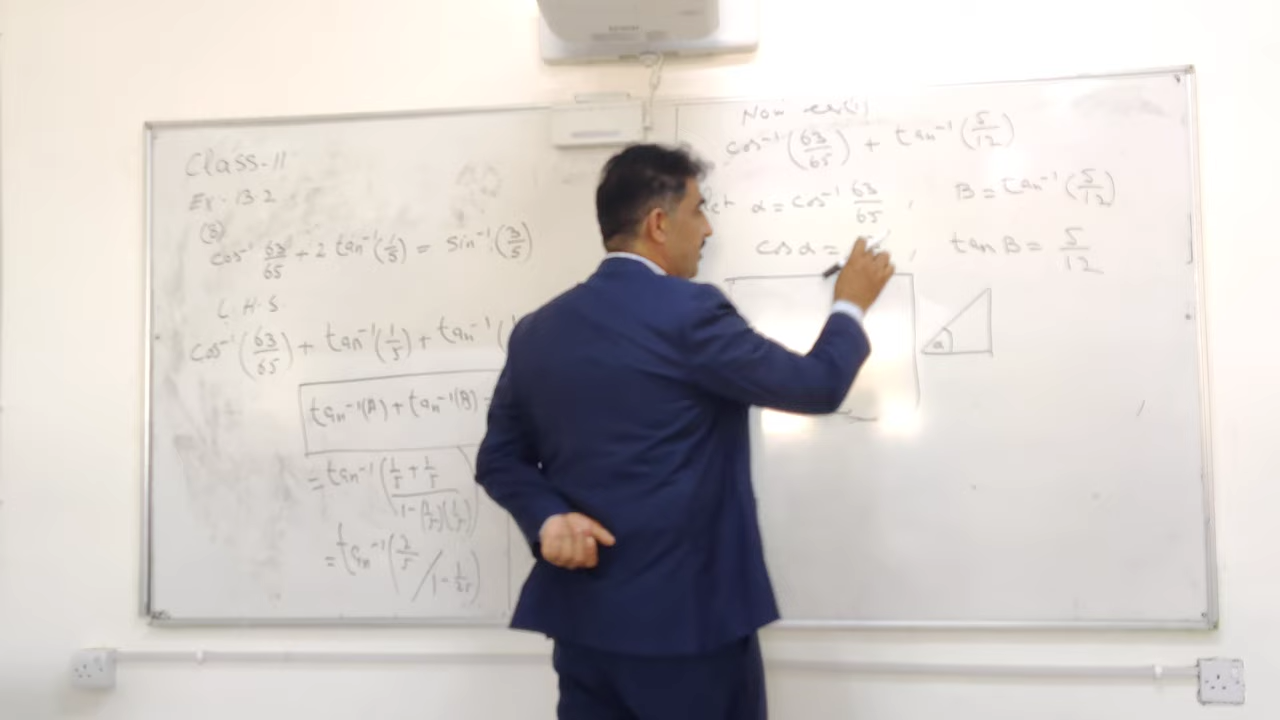 Class-11
Ex. 13.2
(8)
cos⁻¹ 63/65 + 2 tan⁻¹(1/5) = sin⁻¹(3/5)
L.H.S.
cos⁻¹(63/65) + tan⁻¹(1/5) + tan⁻¹(
tan⁻¹(A) + tan⁻¹(B)
= tan⁻¹((1/5 + 1/5)/(1 - (1/5)(1/5)))
= tan⁻¹(2/5 / 1 - 1/25)
Now
cos⁻¹(63/65) + tan⁻¹(5/12)
let α = cos⁻¹ 63/65 , B = tan⁻¹(5/12)
cos α = , tan B = 5/12
α